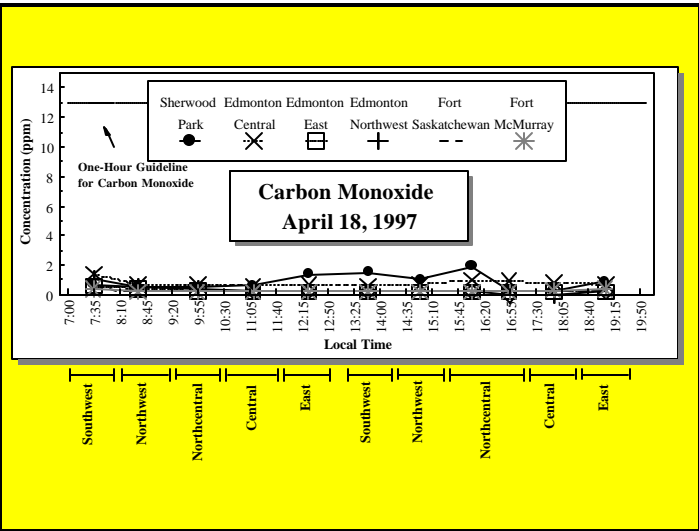 14
12
10
8
6
4
2
0
Concentration (ppm)
Sherwood Edmonton Edmonton Edmonton Fort Fort
Park Central East Northwest Saskatchewan McMurray
One-Hour Guideline
for Carbon Monoxide
Carbon Monoxide
April 18, 1997
7:00 7:35 8:10 8:45 9:20 9:55 10:30 11:05 11:40 12:15 12:50 13:25 14:00 14:35 15:10 15:45 16:20 16:55 17:30 18:05 18:40 19:15 19:50
Local Time
Southwest Northwest Northcentral Central East Southwest Northwest Northcentral Central East